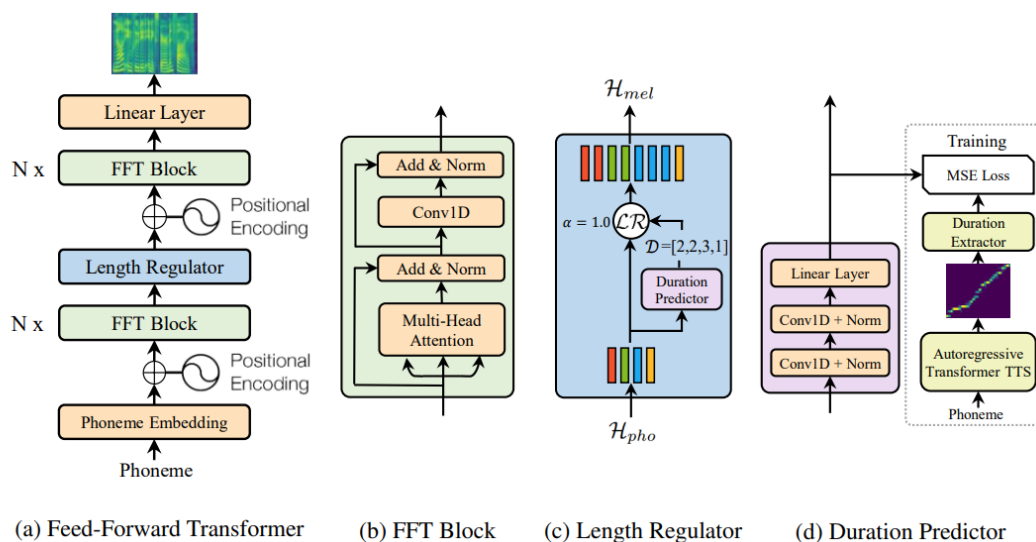 Linear Layer
N x
FFT Block
Positional
Encoding
Length Regulator
N x
FFT Block
Positional
Encoding
Phoneme Embedding
Phoneme
(a) Feed-Forward Transformer
Add & Norm
Conv1D
Add & Norm
Multi-Head
Attention
(b) FFT Block
ℋ𝑚𝑒𝑙
α = 1.0
ℒℛ
𝒟=[2,2,3,1]
Duration
Predictor
ℋ𝑝ℎ𝑜
(c) Length Regulator
Linear Layer
Conv1D + Norm
Conv1D + Norm
Training
MSE Loss
Duration
Extractor
Autoregressive
Transformer TTS
Phoneme
(d) Duration Predictor